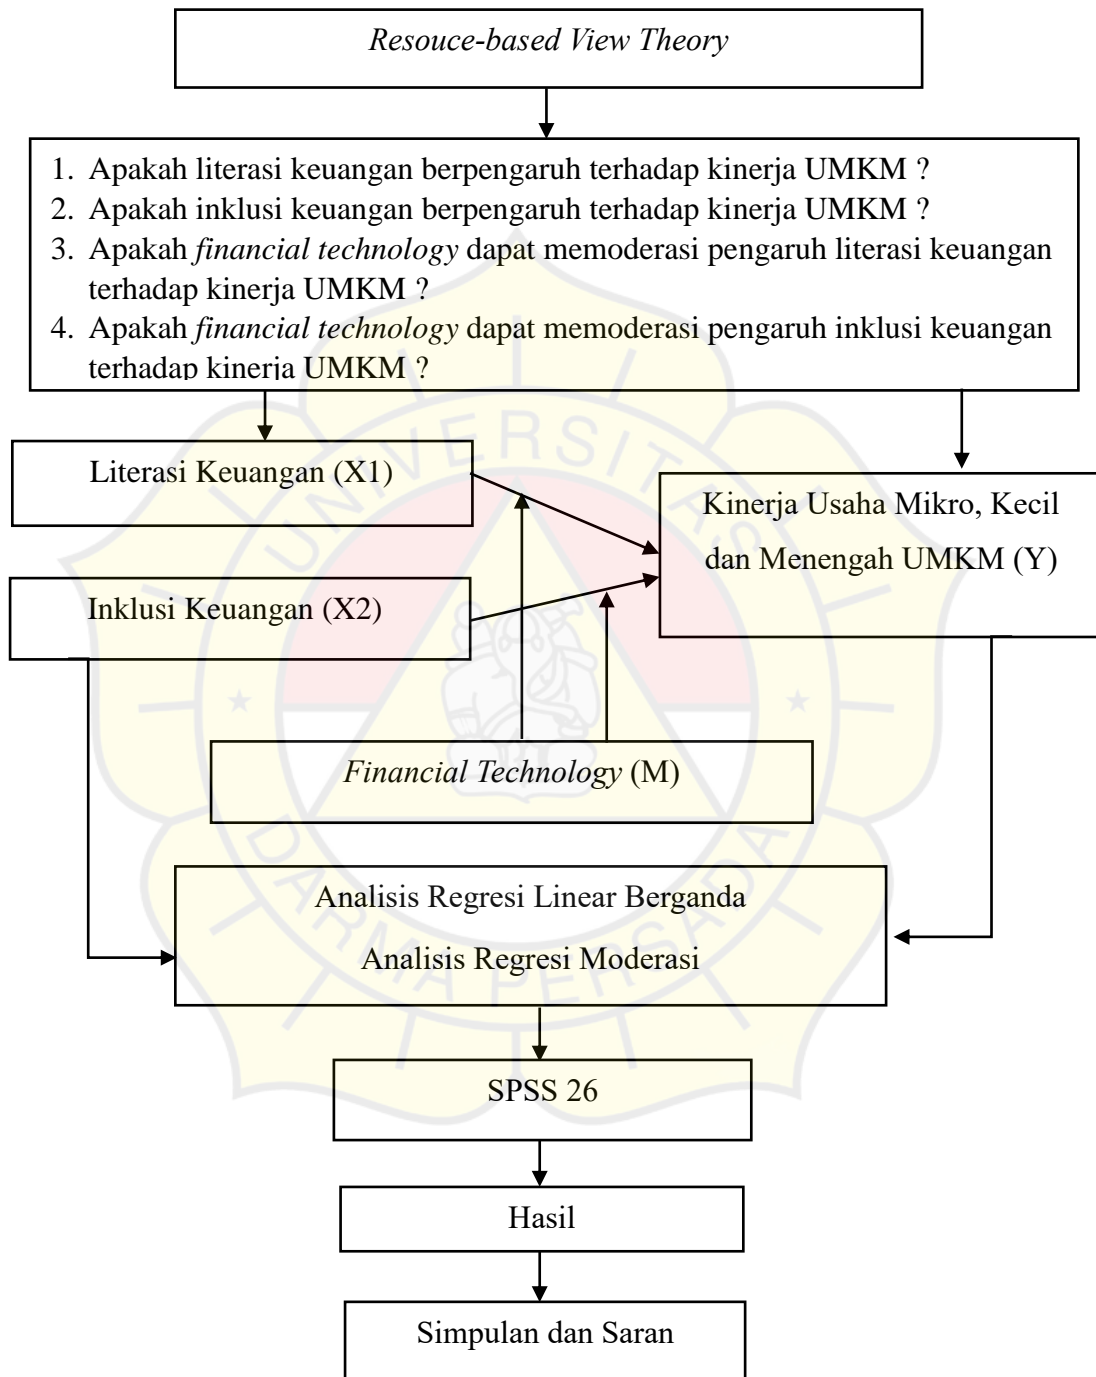 Resouce-based View Theory
1. Apakah literasi keuangan berpengaruh terhadap kinerja UMKM ?
2. Apakah inklusi keuangan berpengaruh terhadap kinerja UMKM ?
3. Apakah financial technology dapat memoderasi pengaruh literasi keuangan
terhadap kinerja UMKM ?
4. Apakah financial technology dapat memoderasi pengaruh inklusi keuangan
terhadap kinerja UMKM ?
Literasi Keuangan (X1)
Kinerja Usaha Mikro, Kecil
dan Menengah UMKM (Y)
Inklusi Keuangan (X2)
Financial Technology (M)
Analisis Regresi Linear Berganda
Analisis Regresi Moderasi
SPSS 26
Hasil
Simpulan dan Saran
UNIVERSITAS
DARMA PERSADA